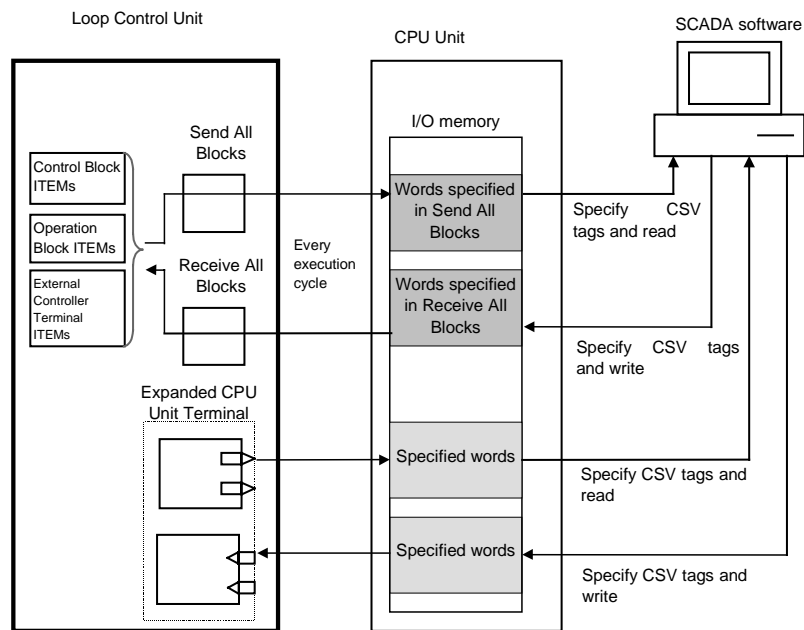 Loop Control Unit
CPU Unit
SCADA software
I/O memory
Send All
Blocks
Control Block
ITEMs
Operation
Block ITEMs
External
Controller
Terminal
ITEMs
Receive All
Blocks
Every
execution
cycle
Words specified
in Send All
Blocks
Specify CSV
tags and read
Words specified
in Receive All
Blocks
Specify CSV tags
and write
Expanded CPU
Unit Terminal
Specified words
Specify CSV tags and
read
Specified words
Specify CSV tags and
write